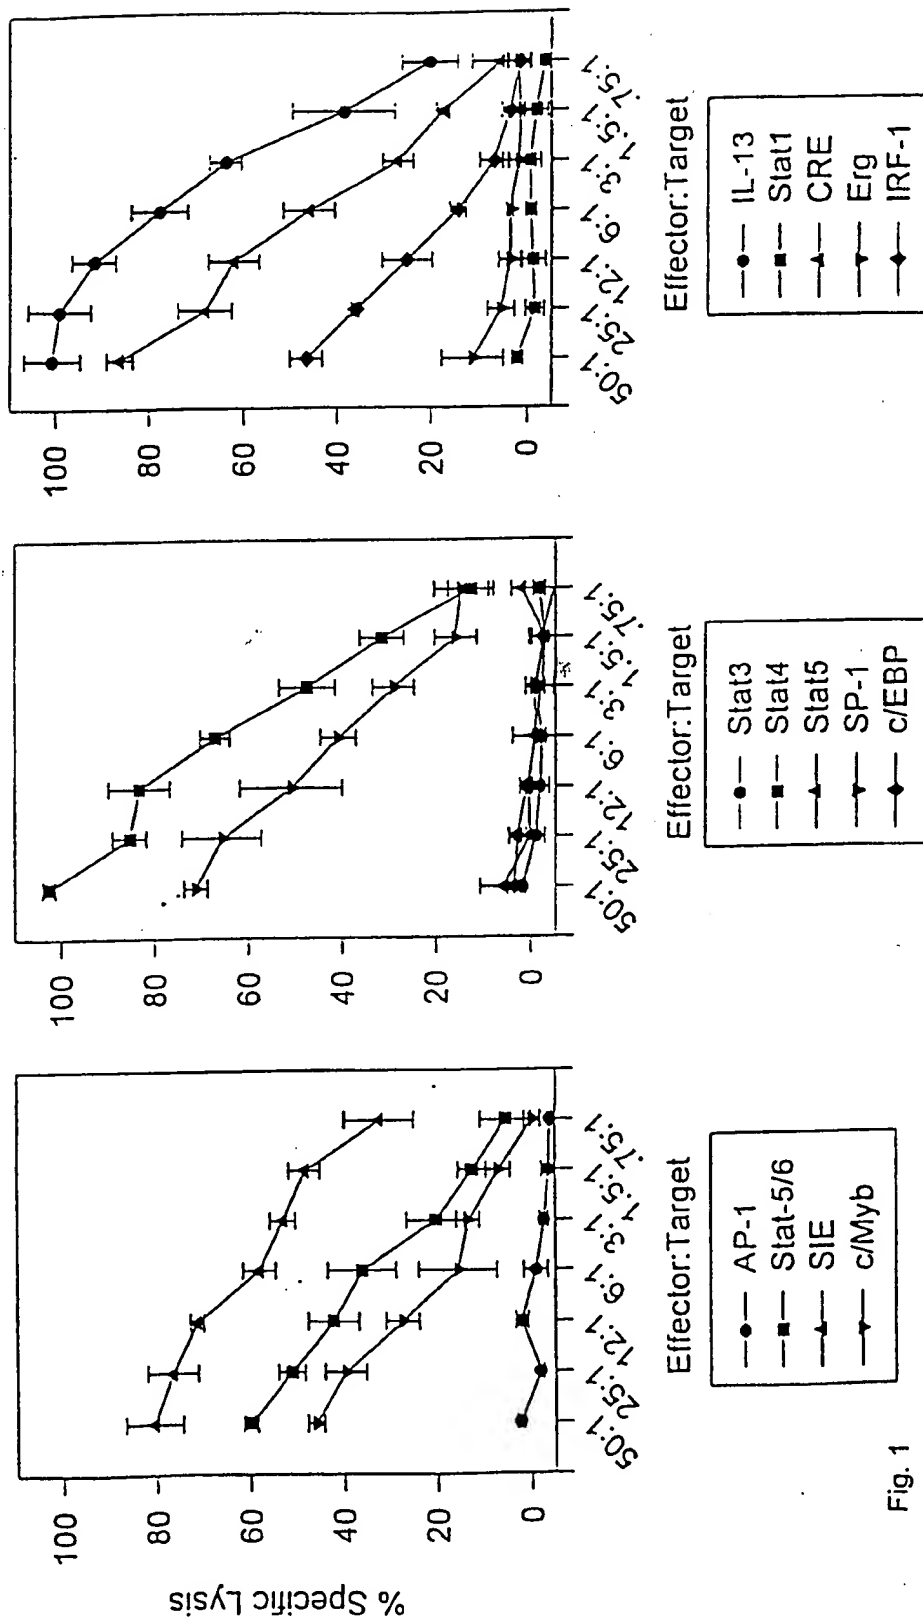 % Specific Lysis
100
80
60
40
20
0
50:1
25:1
12:1
6:1
3:1
1.5:1
.75:1
Effector:Target
AP-1
Stat-5/6
SIE
c/Myb
100
80
60
40
20
0
50:1
25:1
12:1
6:1
3:1
1.5:1
.75:1
Effector:Target
Stat3
Stat4
Stat5
SP-1
c/EBP
100
80
60
40
20
0
50:1
25:1
12:1
6:1
3:1
1.5:1
.75:1
Effector:Target
IL-13
Stat1
CRE
Erg
IRF-1
Fig. 1